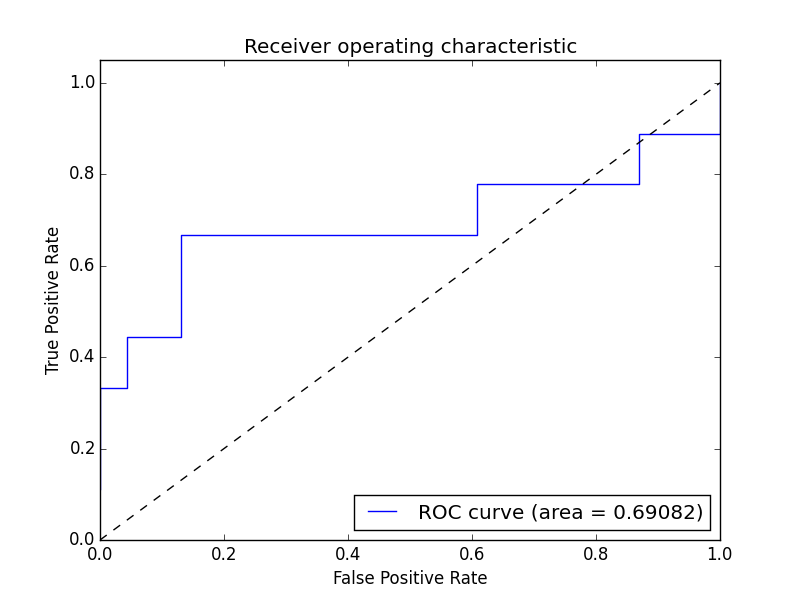 Receiver operating characteristic
True Positive Rate
1.0
0.8
0.6
0.4
0.2
0.0
ROC curve (area = 0.69082)
0.0 0.2 0.4 0.6 0.8 1.0
False Positive Rate